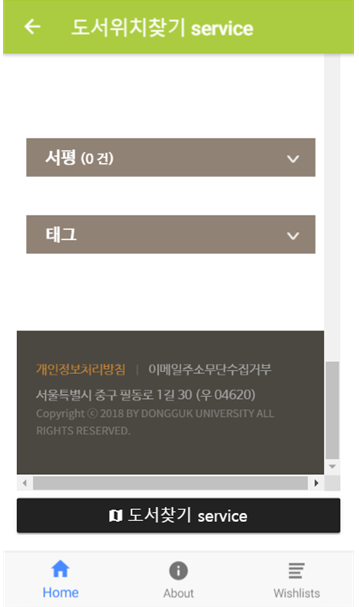 도서위치찾기 service
서평 (0 건)
태그
개인정보처리방침 | 이메일주소무단수집거부
서울특별시 중구 필동로 1길 30 (우 04620)
Copyright ⓒ 2018 BY DONGGUK UNIVERSITY ALL
RIGHTS RESERVED.
도서찾기 service
Home About Wishlists